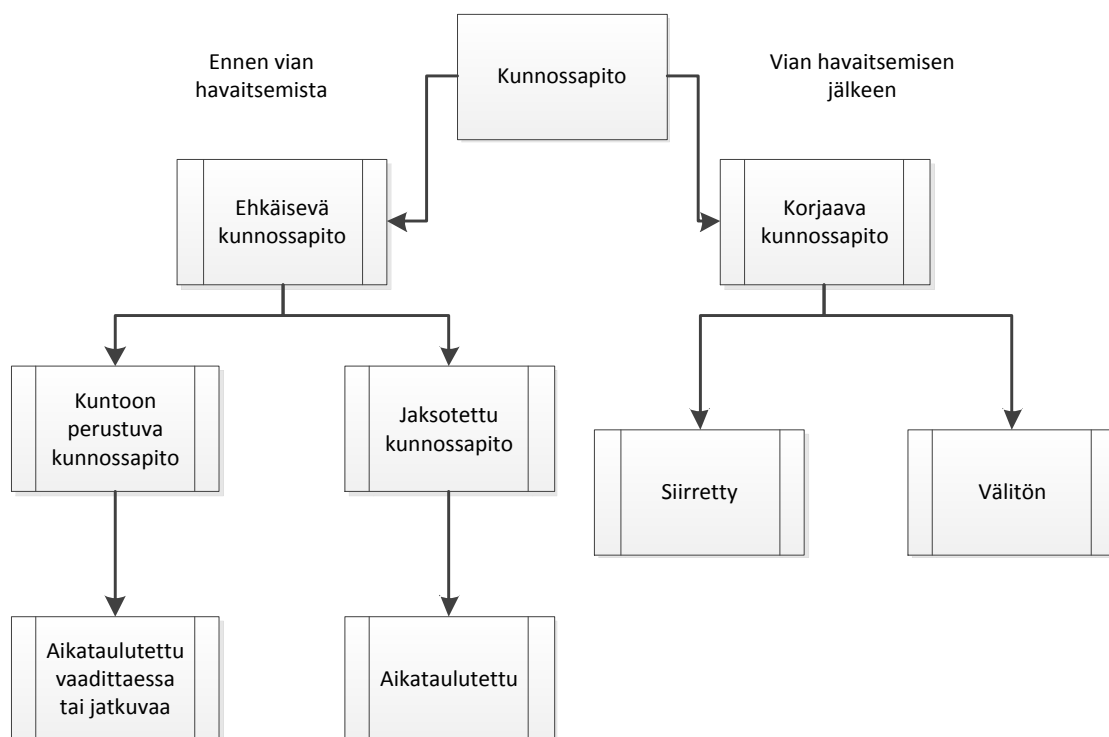 Ennen vian
havaitsemista
Kunnossapito
Vian havaitsemisen
jälkeen
Ehkäisevä
kunnossapito
Korjaava
kunnossapito
Kuntoon
perustuva
kunnossapito
Jaksotettu
kunnossapito
Siirretty
Välitön
Aikataulutettu
vaadittaessa
tai jatkuvaa
Aikataulutettu